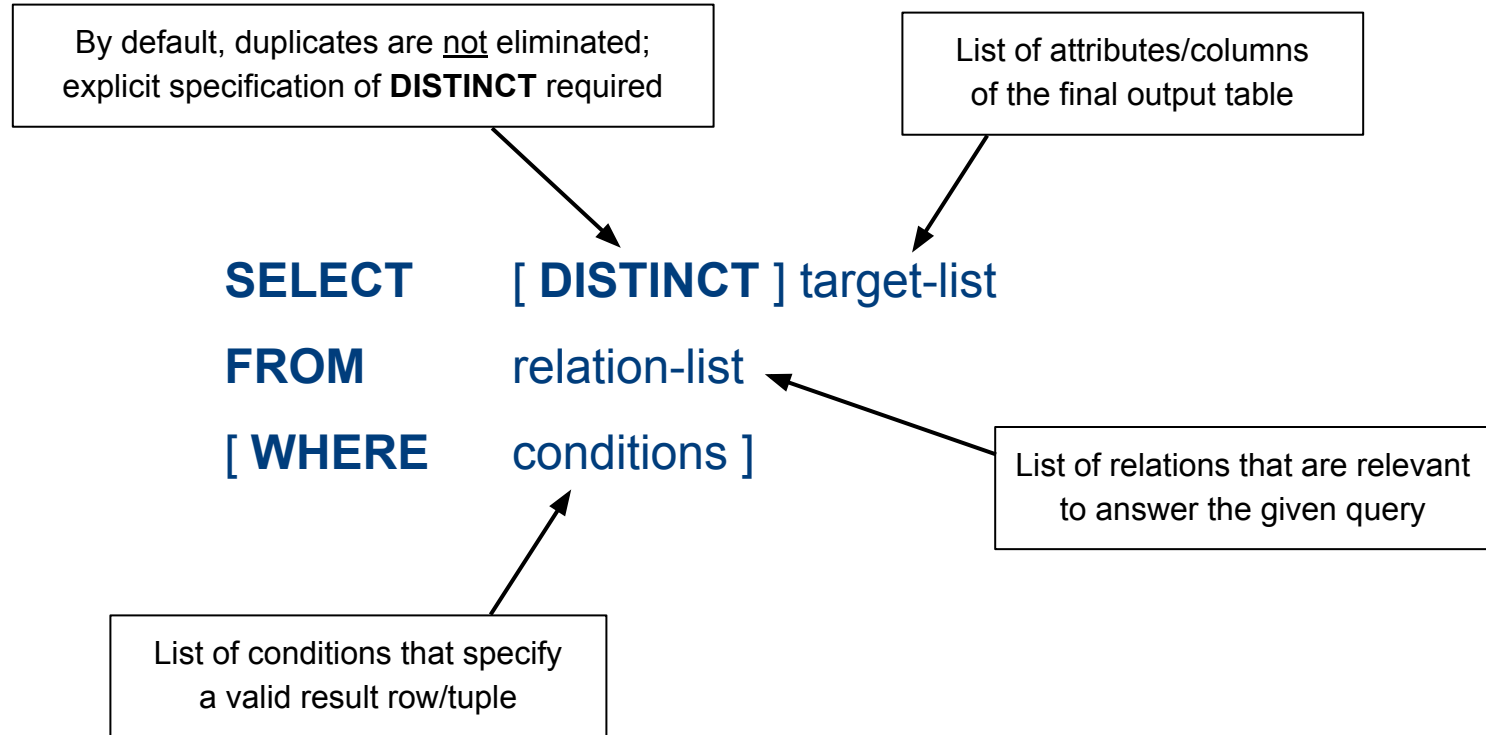 By default, duplicates are not eliminated;
explicit specification of DISTINCT required
List of attributes/columns
of the final output table
SELECT [ DISTINCT ] target-list
FROM relation-list
[ WHERE conditions ]
List of relations that are relevant
to answer the given query
List of conditions that specify
a valid result row/tuple